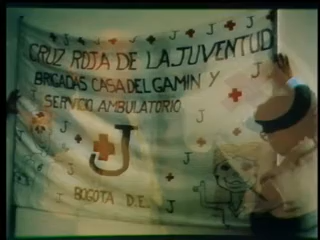 CRUZ ROJA DE LA JUVENTUD
BRIGADAS CASA DEL GAMIN Y
SERVICIO AMBULATORIO
J
BOGOTA D.E.